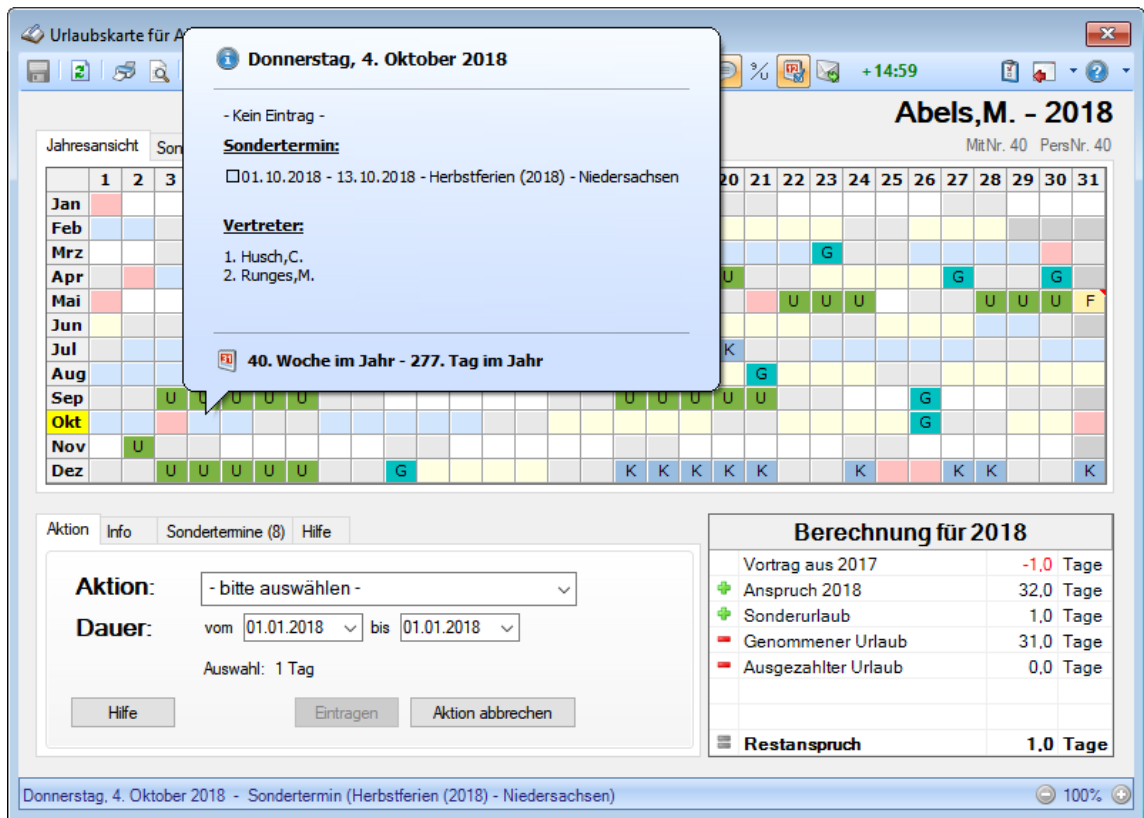 Urlaubskarte für A
+14:59
Abels,M. - 2018
MitNr. 40 PersNr. 40
Jahresansicht
Son
Donnerstag, 4. Oktober 2018
- Kein Eintrag -
Sondertermin:
01.10.2018 - 13.10.2018 - Herbstferien (2018) - Niedersachsen
Vertreter:
1. Husch,C.
2. Runges,M.
40. Woche im Jahr - 277. Tag im Jahr
1 2 3 20 21 22 23 24 25 26 27 28 29 30 31
Jan
Feb
Mrz G
Apr U G G
Mai U U U U U U F
Jun
Jul K
Aug G
Sep U U U U U U U U U U G
Okt G
Nov U
Dez U U U U U G K K K K K K K K K
Aktion Info Sondertermine (8) Hilfe
Aktion: - bitte auswählen -
Dauer: vom 01.01.2018 bis 01.01.2018
Auswahl: 1 Tag
Hilfe Eintragen Aktion abbrechen
Berechnung für 2018
Vortrag aus 2017 -1,0 Tage
Anspruch 2018 32,0 Tage
Sonderurlaub 1,0 Tage
Genommener Urlaub 31,0 Tage
Ausgezahlter Urlaub 0,0 Tage
Restanspruch 1,0 Tage
Donnerstag, 4. Oktober 2018 - Sondertermin (Herbstferien (2018) - Niedersachsen)
100%